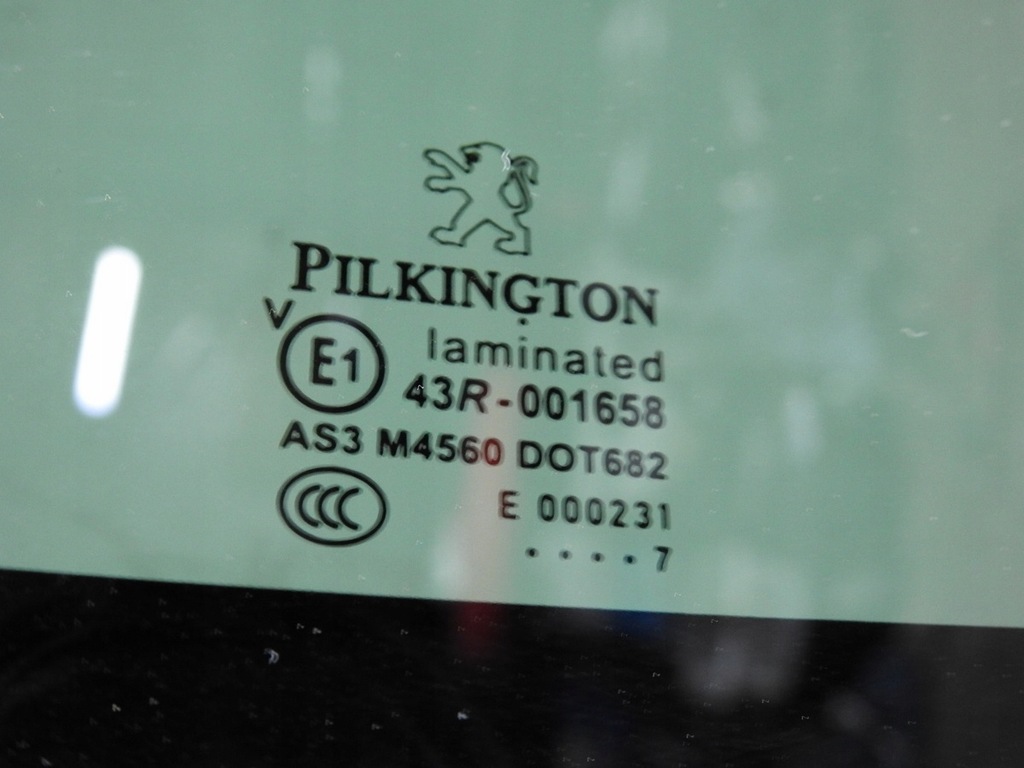 PILKINGTON
V
E1 laminated
43R-001658
AS3 M4560 DOT682
CCC E 000231
. . . . 7